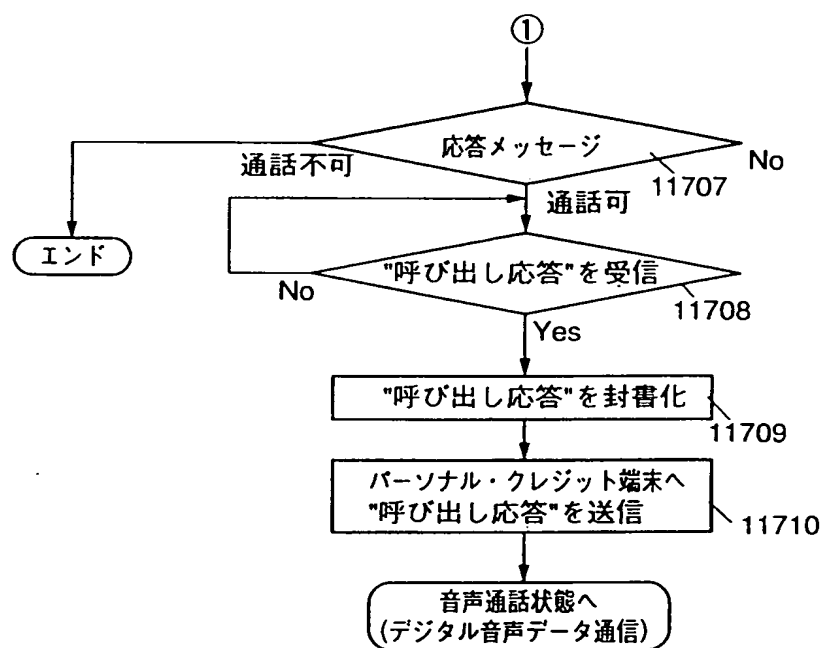 ①
応答メッセージ
No
通話不可
11707
通話可
エンド
"呼び出し応答"を受信
No
11708
Yes
"呼び出し応答"を封書化
11709
パーソナル・クレジット端末へ
"呼び出し応答"を送信
11710
音声通話状態へ
(デジタル音声データ通信)